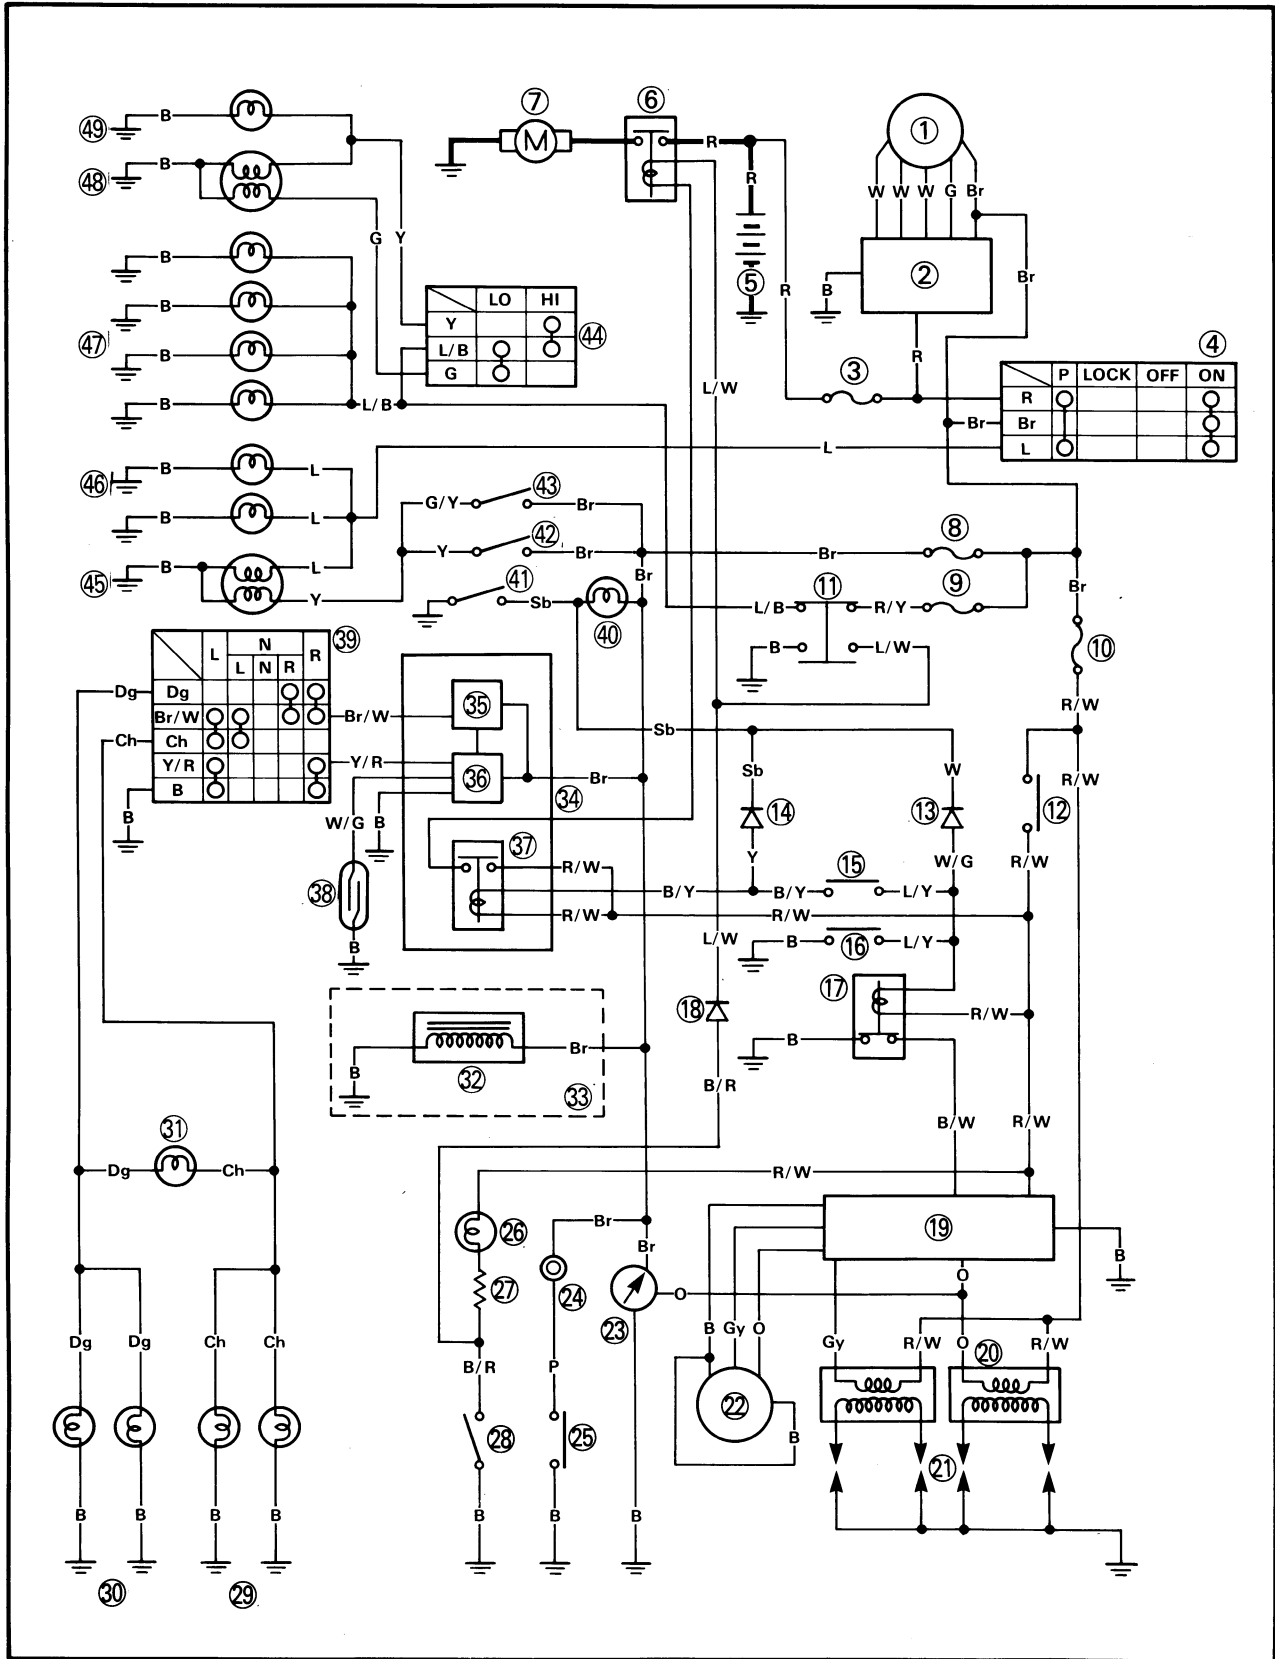 ⑦ ⑥ ①
㊾ B
M R
㊽ B R W W W G Br
G Y ⑤ ② Br
B R B
B LO HI ④
㊼ Y ㊹ R ③ P LOCK OFF ON
B L/B L/W R
B G Br Br
B L/B L L
㊻ B L G/Y ㊸ Br
B L Y ㊷ Br Br ⑧
㊺ B L ㊶ Br ⑪ Br
Y Sb L/B R/Y ⑨
㊵ B L/W ⑩
L N R ㊴
L N R
Dg Dg R/W
Br/W Br/W ㉟ Sb
Ch Ch Sb W R/W
Y/R Y/R ㊱ Br ⑭ ⑬ ⑫
B ㉞
B W/G B Y W/G R/W
㊲ R/W ⑮
㊳ B/Y B/Y L/Y
R/W R/W
B L/W B ⑯ L/Y
⑰
⑱ R/W
Br B
B ㉜ ㉝ B/R
㉛ B/W R/W
Dg Ch R/W
㉖ Br ⑲
Br B
㉗ ㉔ O O
㉓ B Gy O Gy R/W O ⑳ R/W
Dg Dg Ch Ch B/R P
㉒
㉘ ㉕ B ㉑
B B B B B B B
㉚ ㉙